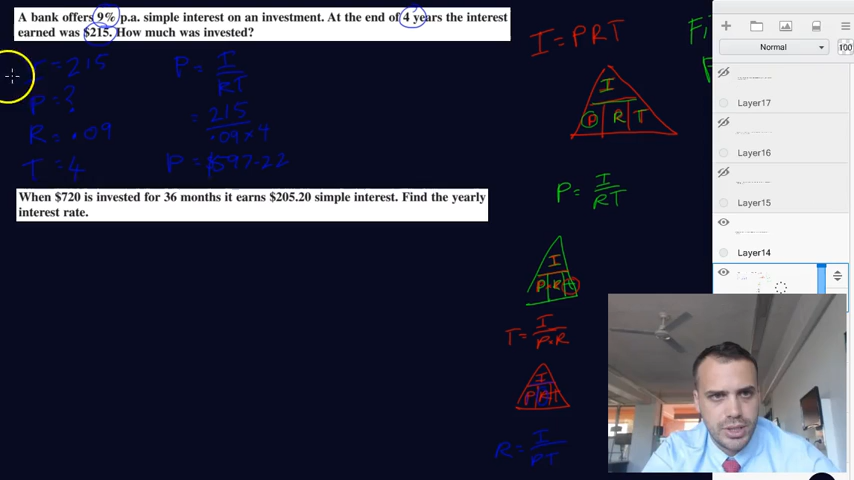 A bank offers 9% p.a. simple interest on an investment. At the end of 4 years the interest
earned was $215. How much was invested?
I = 215
P = ?
R = .09
T = 4
P = I
RT
= 215
.09 × 4
P = $597.22
When $720 is invested for 36 months it earns $205.20 simple interest. Find the yearly
interest rate.
I = PRT
I
P R T
P = I
RT
I
P R T
T = I
P.R
I
P R T
R = I
PT
Normal
100
Layer17
Layer16
Layer15
Layer14